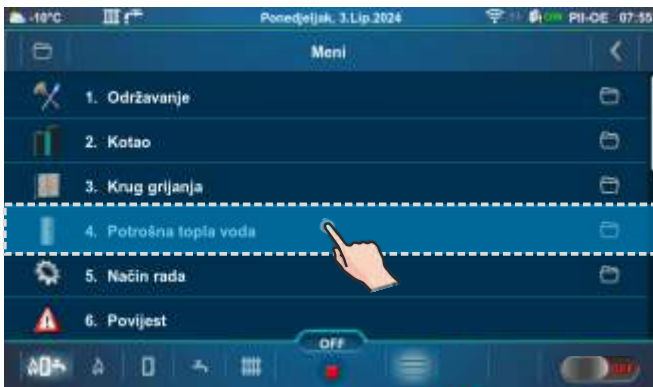 -10°C Ponedjeljak, 3.Lip.2024 PII-OE 07:55
Meni
1. Održavanje
2. Kotao
3. Krug grijanja
4. Potrošna topla voda
5. Način rada
6. Povijest
OFF
OFF